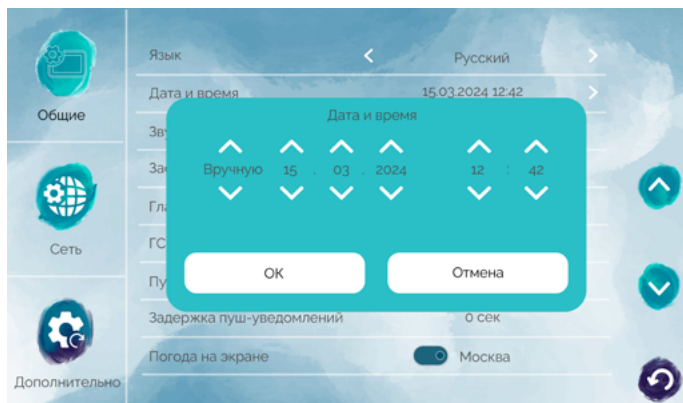 Язык
Русский
Дата и время
15.03.2024 12:42
Общие
Дата и время
Вручную 15 . 03 . 2024 12 : 42
Сеть
ОК
Отмена
Задержка пуш-уведомлений
0 сек
Погода на экране
Москва
Дополнительно